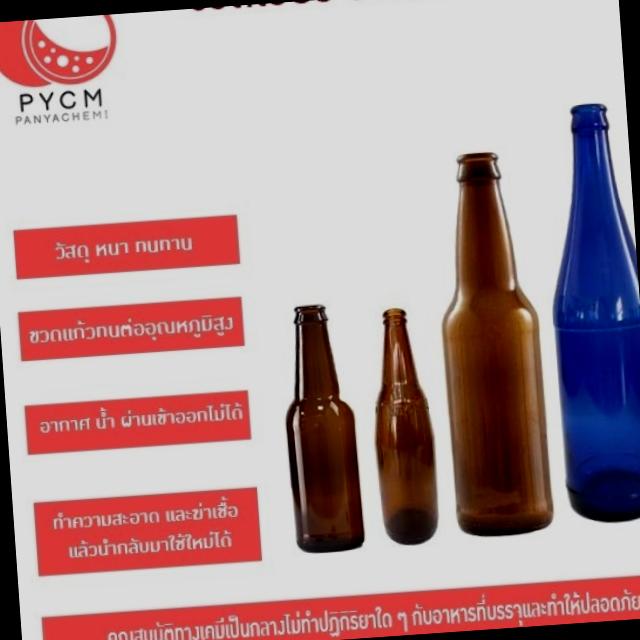 PYCM
PANYACHEMI
วัสดุ หนา ทนทาน
ขวดแก้วทนต่ออุณหภูมิสูง
อากาศ น้ำ ผ่านเข้าออกไม่ได้
ทำความสะอาด และฆ่าเชื้อ
แล้วนำกลับมาใช้ใหม่ได้
คุณสมบัติทางเคมีเป็นกลางไม่ทำปฏิกิริยาใด ๆ กับอาหารที่บรรจุและทำให้ปลอดภัย